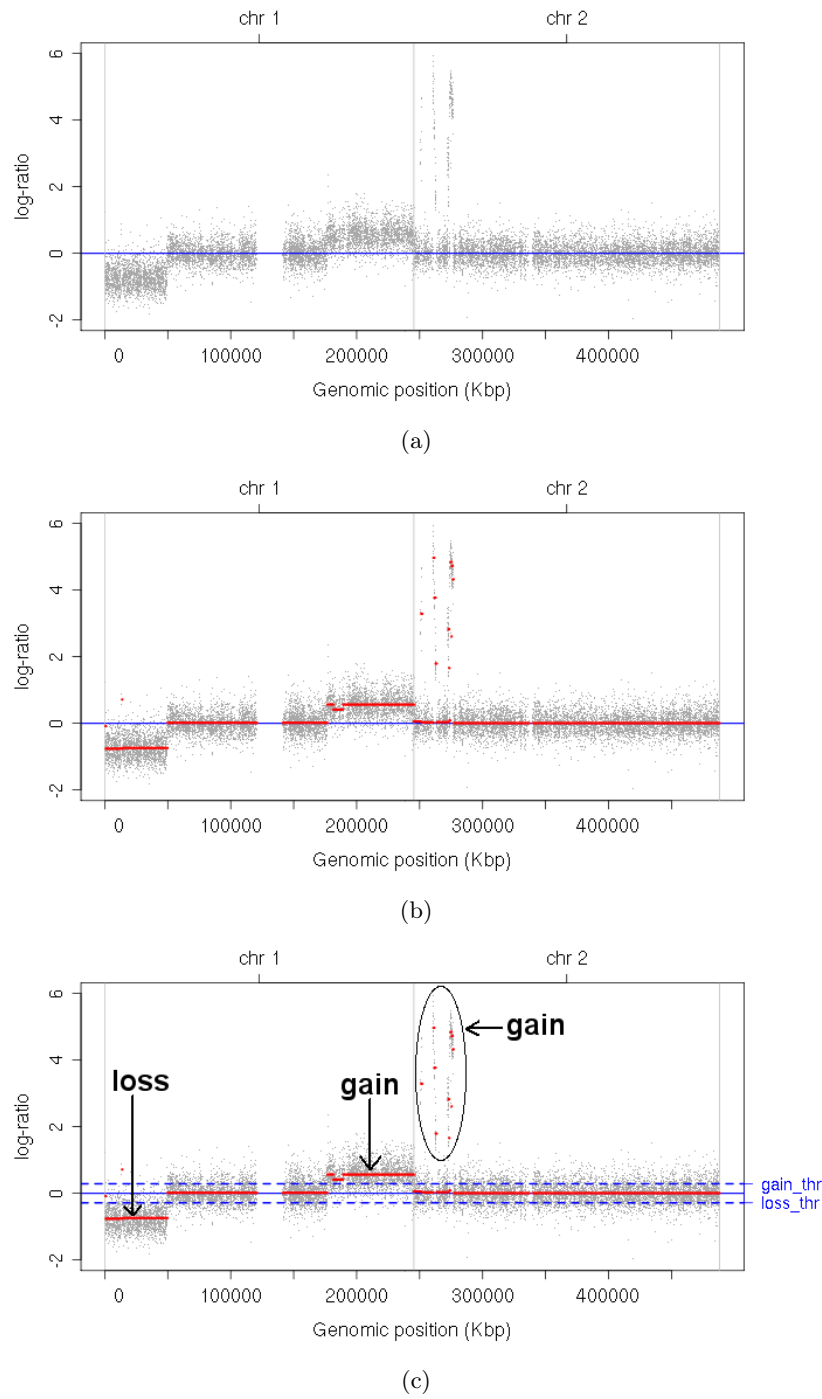 chr 1 chr 2
6
4
2
0
-2
log-ratio
0 100000 200000 300000 400000
Genomic position (Kbp)
(a)
chr 1 chr 2
6
4
2
0
-2
log-ratio
0 100000 200000 300000 400000
Genomic position (Kbp)
(b)
chr 1 chr 2
6
4
2
0
-2
log-ratio
gain
loss
gain
gain_thr
loss_thr
0 100000 200000 300000 400000
Genomic position (Kbp)
(c)